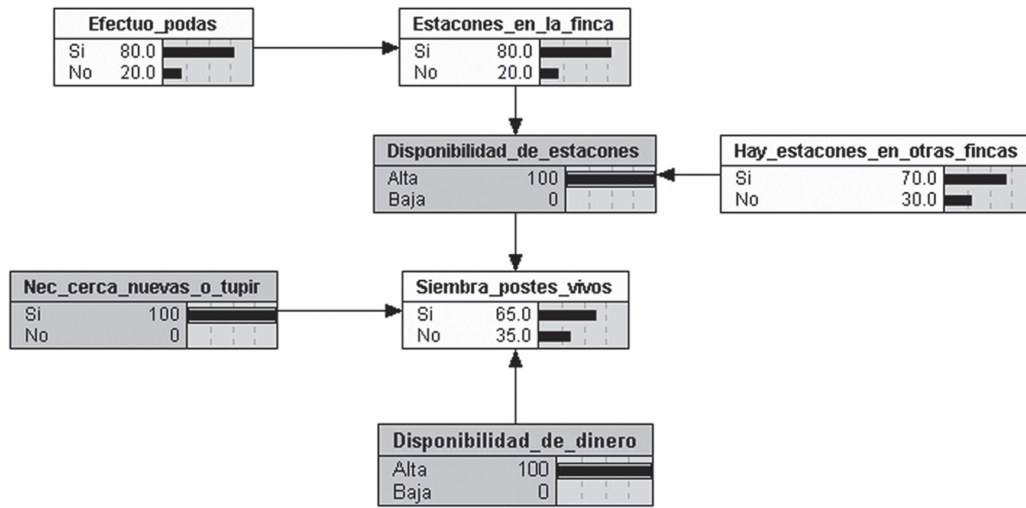 Efectuo_podas
Si 80.0
No 20.0
Estacones_en_la_finca
Si 80.0
No 20.0
Disponibilidad_de_estacones
Alta 100
Baja 0
Hay_estacones_en_otras_fincas
Si 70.0
No 30.0
Nec_cerca_nuevas_o_tupir
Si 100
No 0
Siembra_postes_vivos
Si 65.0
No 35.0
Disponibilidad_de_dinero
Alta 100
Baja 0